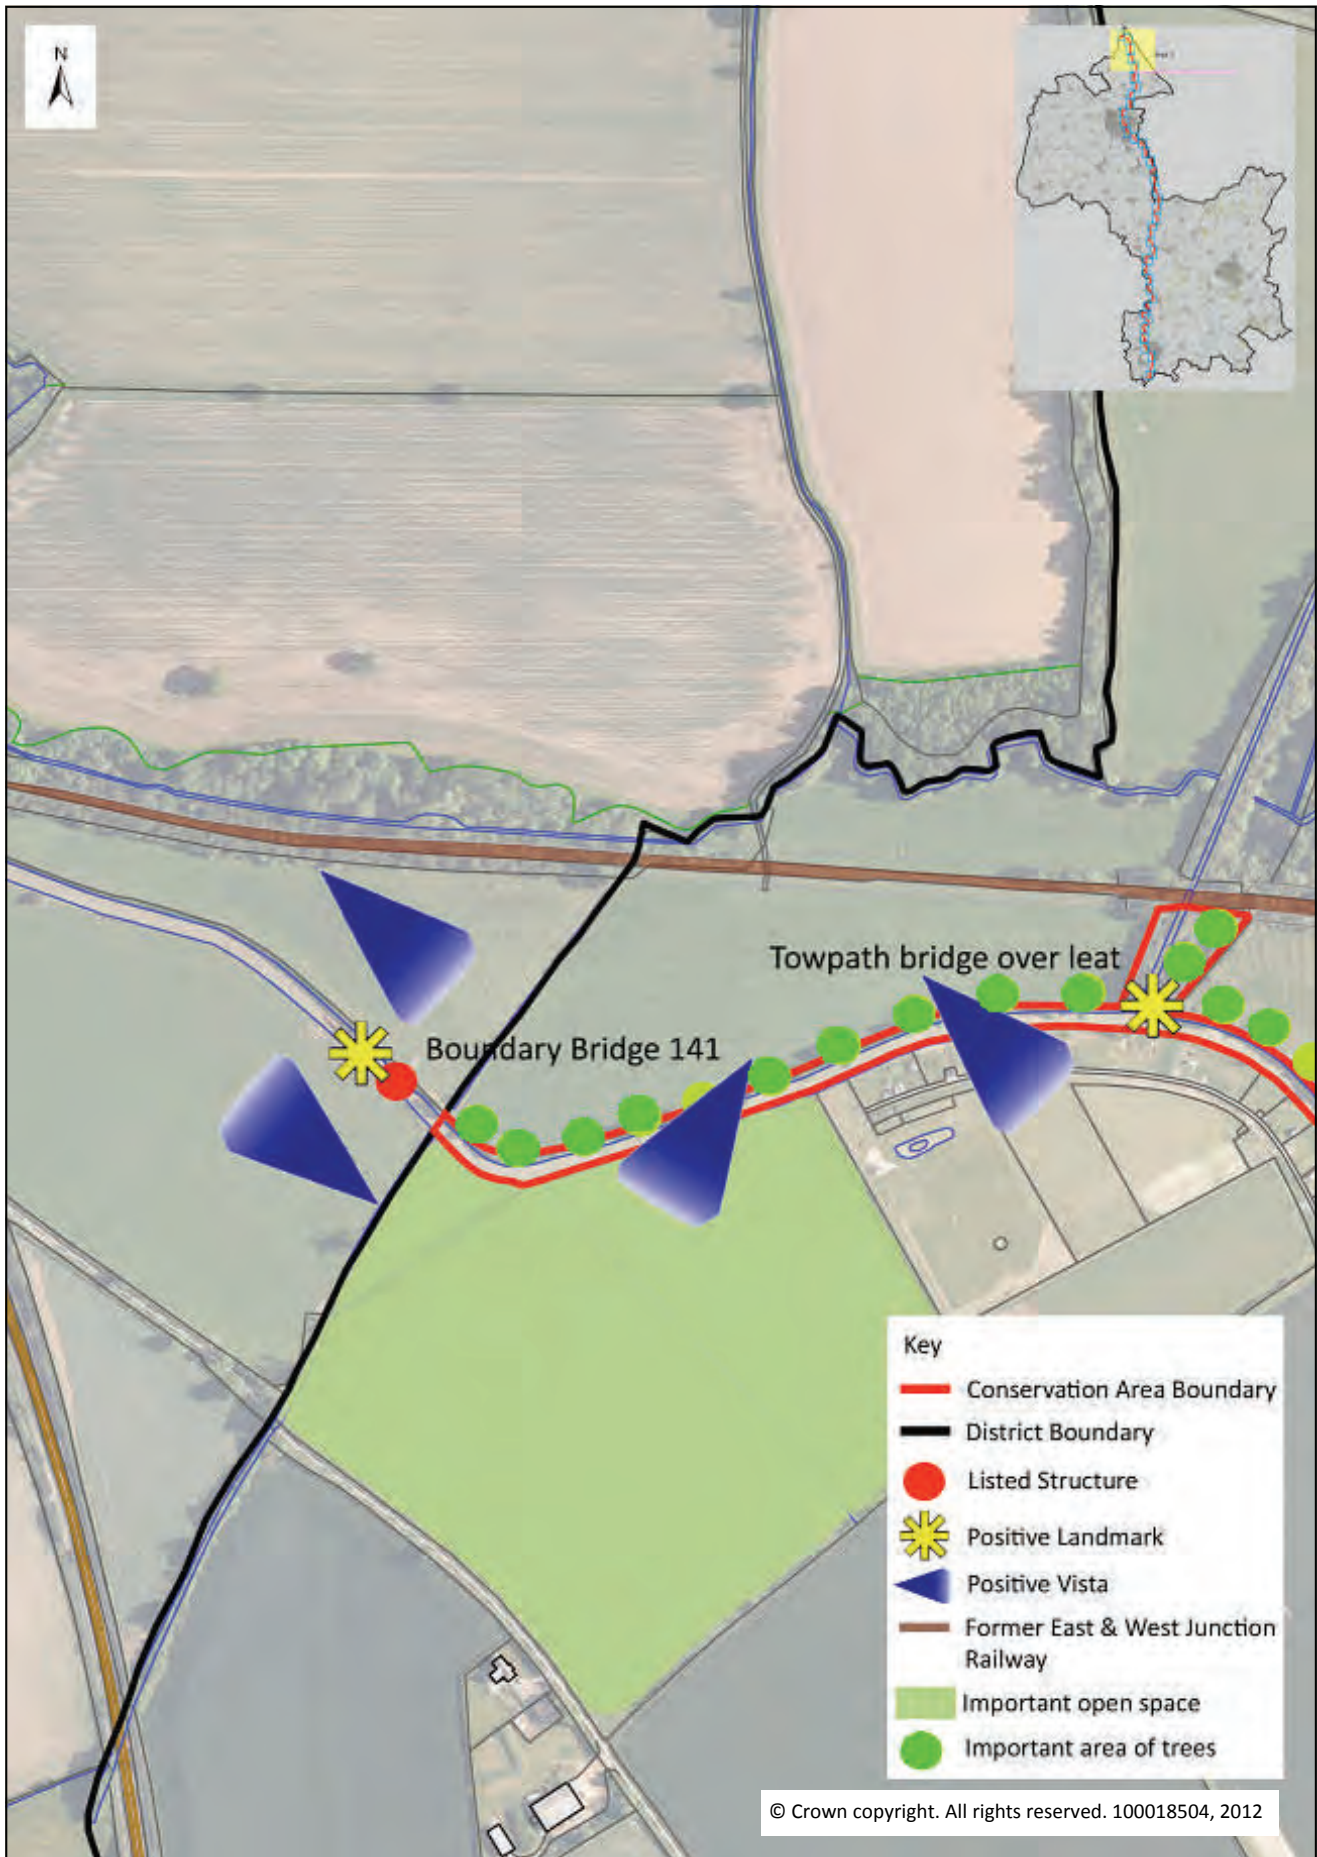 N
Towpath bridge over leat
Boundary Bridge 141
Key
Conservation Area Boundary
District Boundary
Listed Structure
Positive Landmark
Positive Vista
Former East & West Junction
Railway
Important open space
Important area of trees
© Crown copyright. All rights reserved. 100018504, 2012